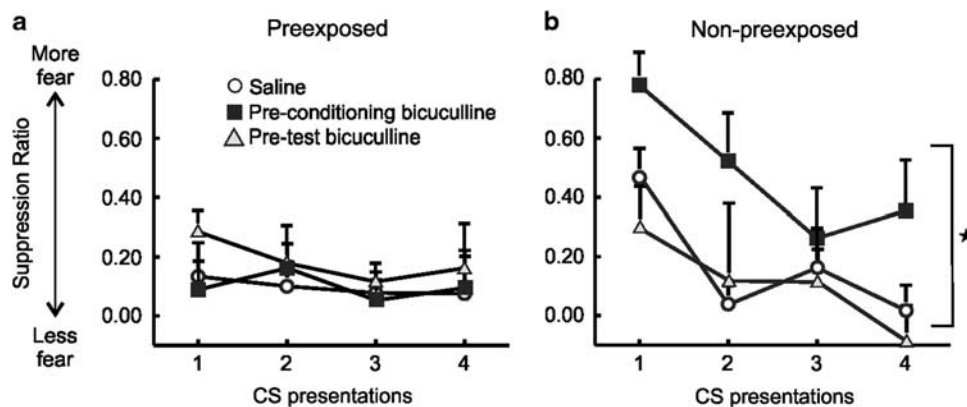 a
Preexposed
More
fear
Less
fear
Suppression Ratio
0.80
0.60
0.40
0.20
0.00
Saline
Pre-conditioning bicuculline
Pre-test bicuculline
1 2 3 4
CS presentations
b
Non-preexposed
0.80
0.60
0.40
0.20
0.00
1 2 3 4
CS presentations
★